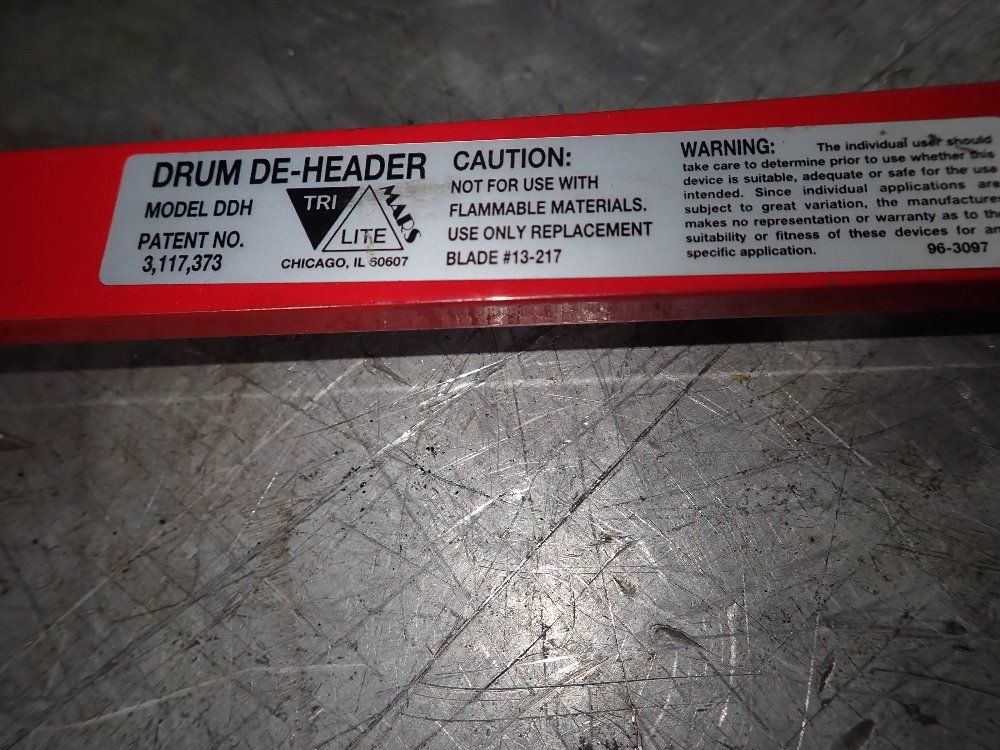 DRUM DE-HEADER
MODEL DDH
PATENT NO.
3,117,373
TRI
LITE
MARS
CHICAGO, IL 60607
CAUTION:
NOT FOR USE WITH
FLAMMABLE MATERIALS.
USE ONLY REPLACEMENT
BLADE #13-217
WARNING: The individual user should
take care to determine prior to use whether this
device is suitable, adequate or safe for the use
intended. Since individual applications are
subject to great variation, the manufacture
makes no representation or warranty as to th
suitability or fitness of these devices for an
specific application.
96-3097